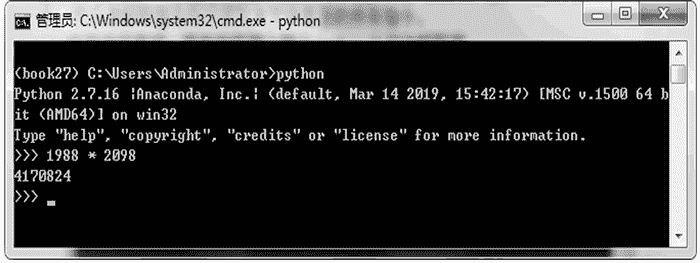 管理员: C:\Windows\system32\cmd.exe - python
(book27) C:\Users\Administrator>python
Python 2.7.16 |Anaconda, Inc.| (default, Mar 14 2019, 15:42:17) [MSC v.1500 64 b
it (AMD64)] on win32
Type "help", "copyright", "credits" or "license" for more information.
>>> 1988 * 2098
4170824
>>> _